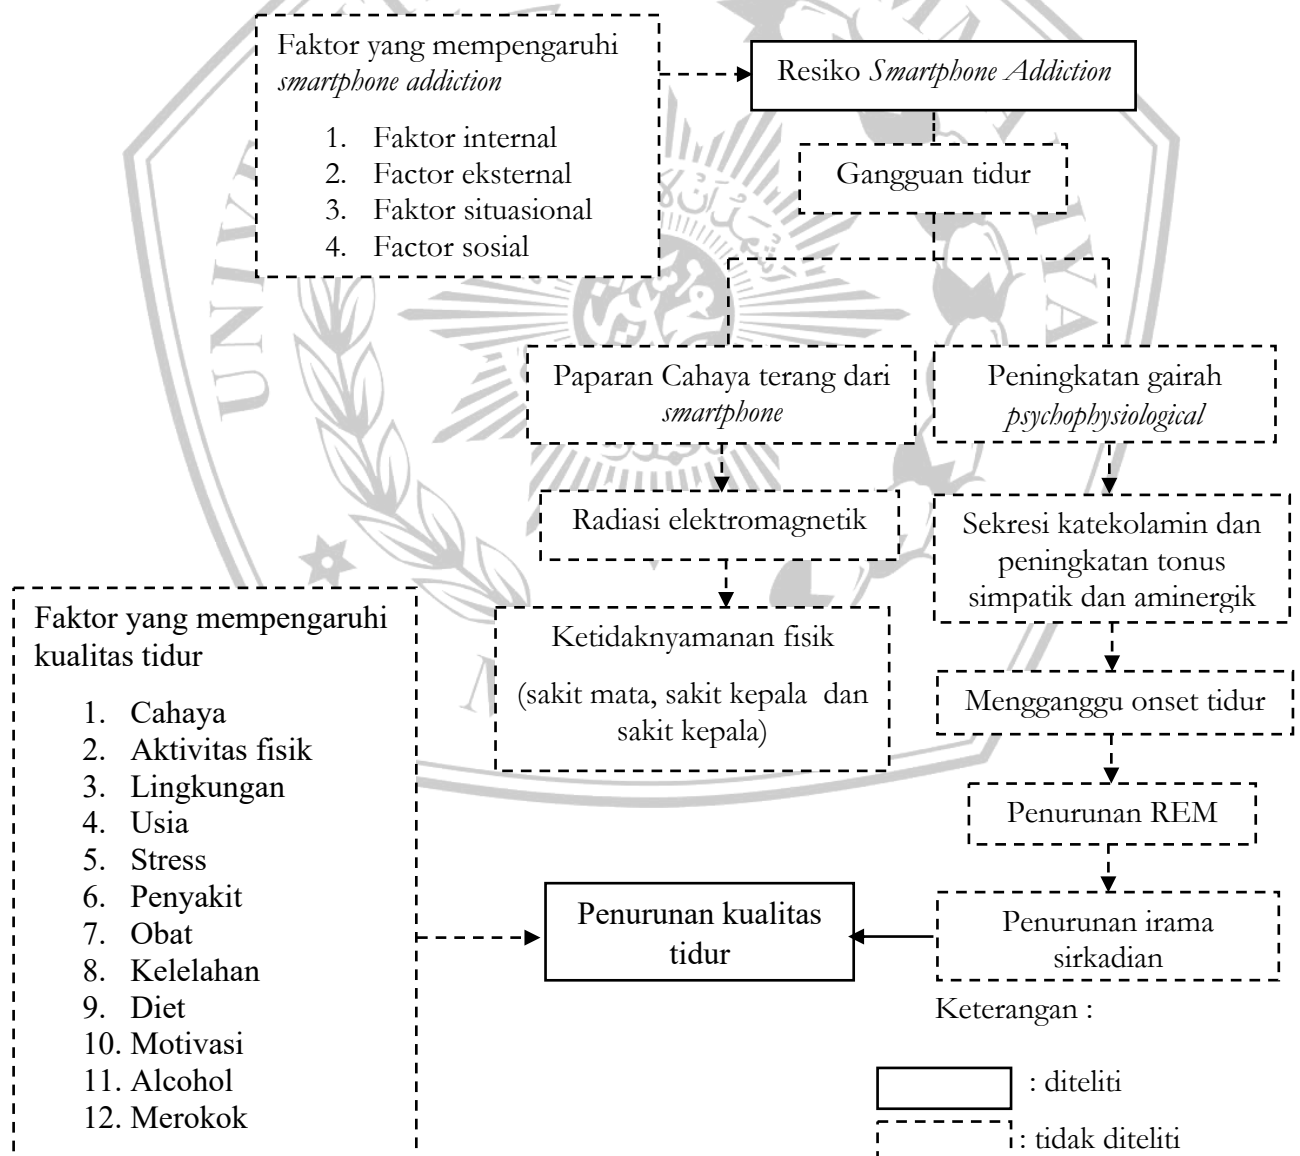 Faktor yang mempengaruhi
smartphone addiction
1. Faktor internal
2. Factor eksternal
3. Faktor situasional
4. Factor sosial
Resiko Smartphone Addiction
Gangguan tidur
Paparan Cahaya terang dari
smartphone
Peningkatan gairah
psychophysiological
Radiasi elektromagnetik
Sekresi katekolamin dan
peningkatan tonus
simpatik dan aminergik
Ketidaknyamanan fisik
(sakit mata, sakit kepala dan
sakit kepala)
Mengganggu onset tidur
Penurunan REM
Penurunan irama
sirkadian
Faktor yang mempengaruhi
kualitas tidur
1. Cahaya
2. Aktivitas fisik
3. Lingkungan
4. Usia
5. Stress
6. Penyakit
7. Obat
8. Kelelahan
9. Diet
10. Motivasi
11. Alcohol
12. Merokok
Penurunan kualitas
tidur
Keterangan :
: diteliti
: tidak diteliti